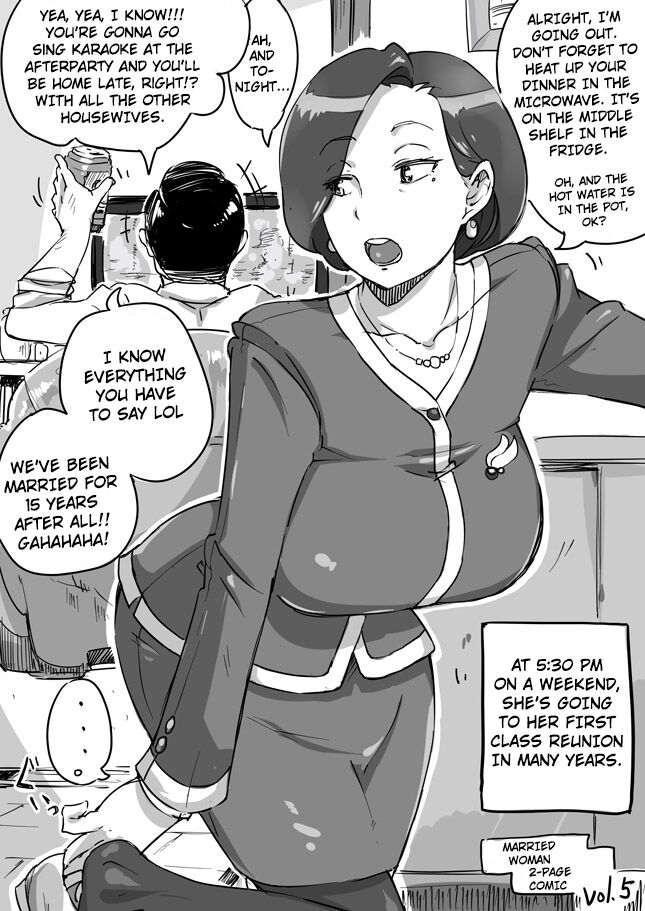 ALRIGHT, I'M
GOING OUT.
DON'T FORGET TO
HEAT UP YOUR
DINNER IN THE
MICROWAVE. IT'S
ON THE MIDDLE
SHELF IN THE
FRIDGE.
OH, AND THE
HOT WATER IS
IN THE POT,
OK?
AH,
AND
TO-
NIGHT...
YEA, YEA, I KNOW!!!
YOU'RE GONNA GO
SING KARAOKE AT THE
AFTERPARTY AND YOU'LL
BE HOME LATE, RIGHT!?
WITH ALL THE OTHER
HOUSEWIVES.
I KNOW
EVERYTHING
YOU HAVE
TO SAY LOL
WE'VE BEEN
MARRIED FOR
15 YEARS
AFTER ALL!!
GAHAHAHA!
....
AT 5:30 PM
ON A WEEKEND,
SHE'S GOING
TO HER FIRST
CLASS REUNION
IN MANY YEARS.
MARRIED
WOMAN
2-PAGE
COMIC
Vol.5